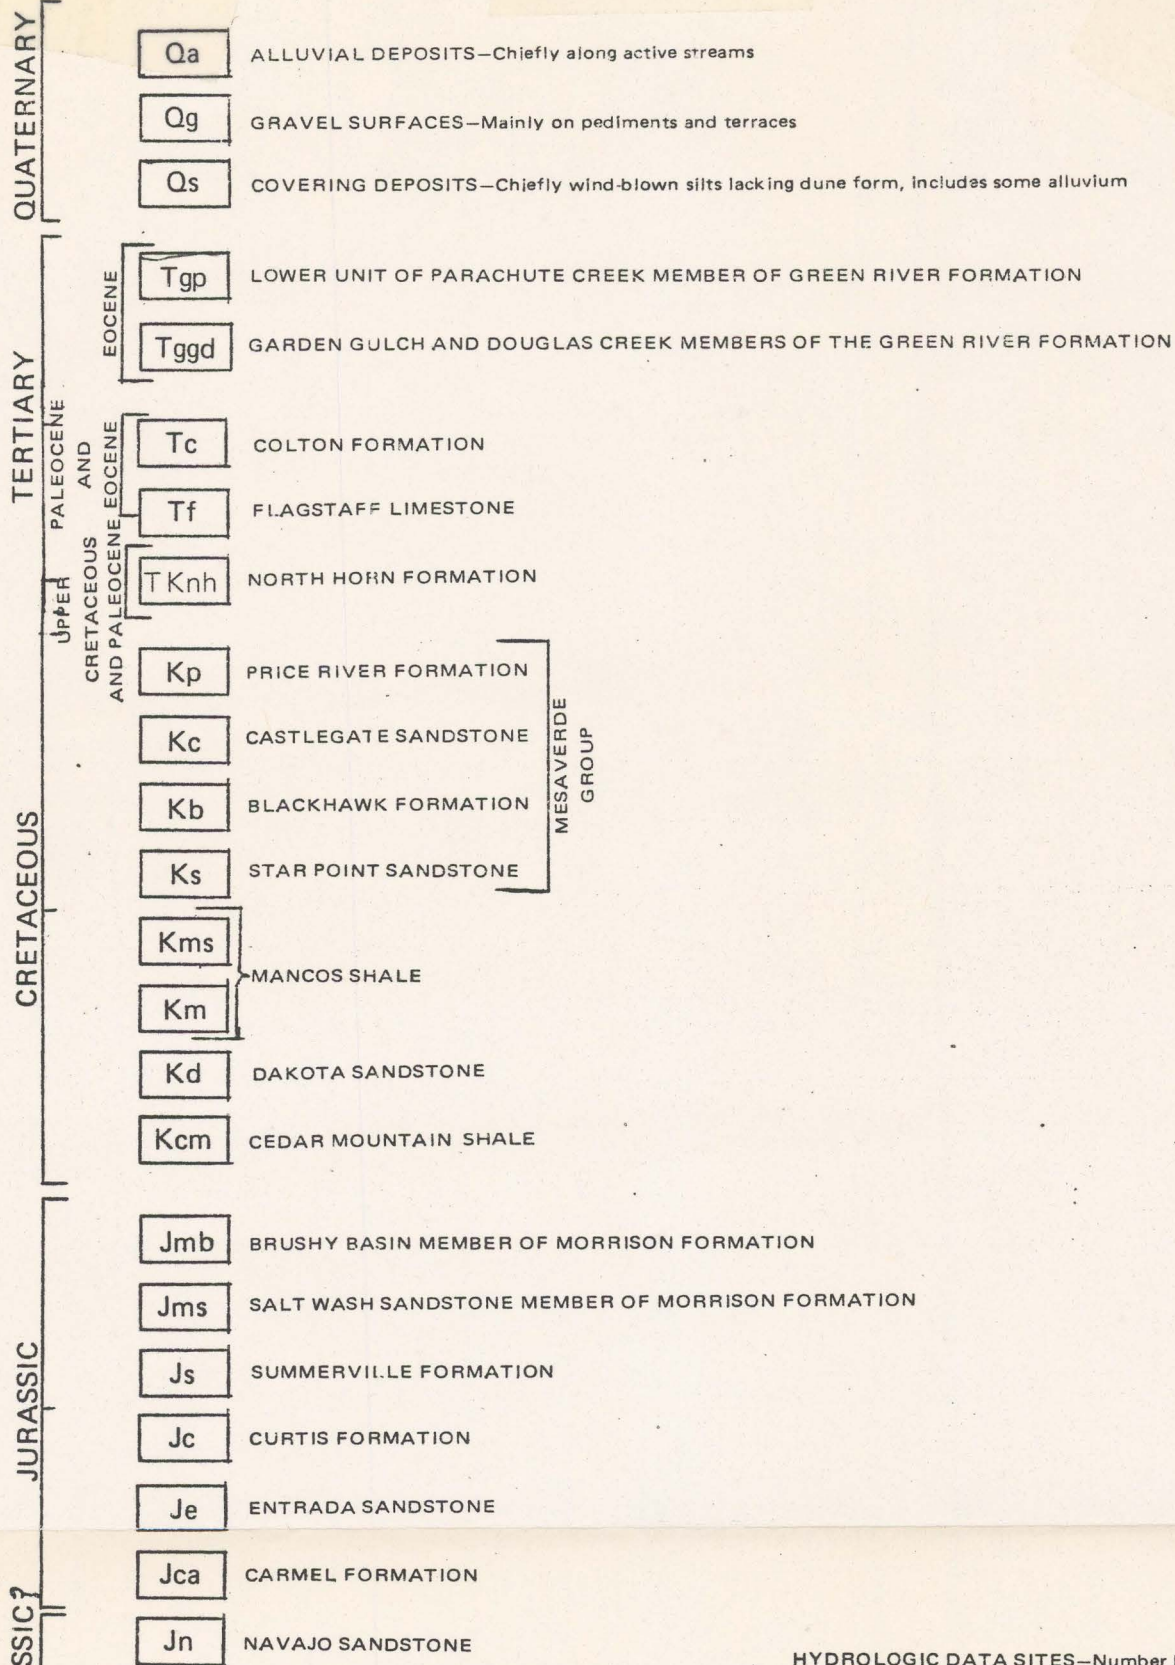 QUATERNARY
Qa ALLUVIAL DEPOSITS—Chiefly along active streams
Qg GRAVEL SURFACES—Mainly on pediments and terraces
Qs COVERING DEPOSITS—Chiefly wind-blown silts lacking dune form, includes some alluvium
TERTIARY
EOCENE
Tgp LOWER UNIT OF PARACHUTE CREEK MEMBER OF GREEN RIVER FORMATION
Tggd GARDEN GULCH AND DOUGLAS CREEK MEMBERS OF THE GREEN RIVER FORMATION
PALEOCENE
AND
EOCENE
Tc COLTON FORMATION
Tf FLAGSTAFF LIMESTONE
UPPER
CRETACEOUS
AND PALEOCENE
TKnh NORTH HORN FORMATION
CRETACEOUS
Kp PRICE RIVER FORMATION
Kc CASTLEGATE SANDSTONE
Kb BLACKHAWK FORMATION
Ks STAR POINT SANDSTONE
MESAVERDE
GROUP
Kms
MANCOS SHALE
Km
Kd DAKOTA SANDSTONE
Kcm CEDAR MOUNTAIN SHALE
JURASSIC
Jmb BRUSHY BASIN MEMBER OF MORRISON FORMATION
Jms SALT WASH SANDSTONE MEMBER OF MORRISON FORMATION
Js SUMMERVILLE FORMATION
Jc CURTIS FORMATION
Je ENTRADA SANDSTONE
Jca CARMEL FORMATION
SSIC?
Jn NAVAJO SANDSTONE
HYDROLOGIC DATA SITES—Number